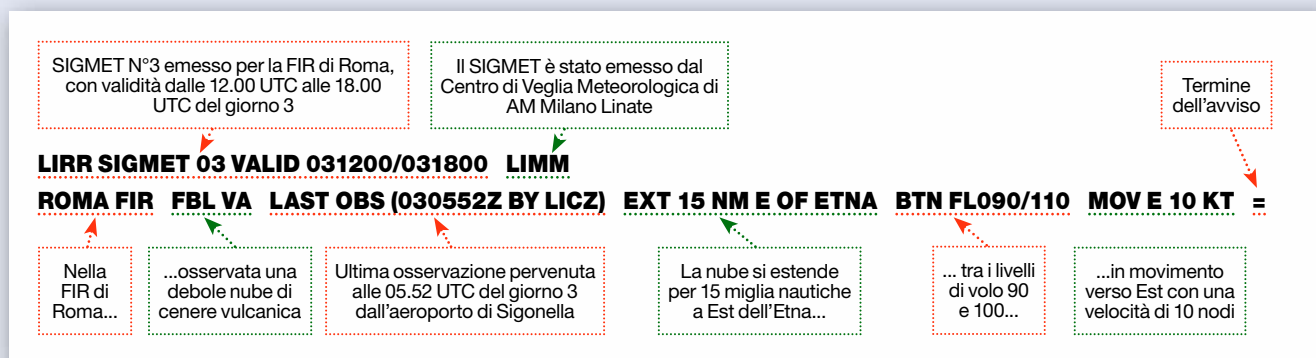 SIGMET N°3 emesso per la FIR di Roma,
con validità dalle 12.00 UTC alle 18.00
UTC del giorno 3
Il SIGMET è stato emesso dal
Centro di Veglia Meteorologica di
AM Milano Linate
Termine
dell'avviso
LIRR SIGMET 03 VALID 031200/031800 LIMM
ROMA FIR FBL VA LAST OBS (030552Z BY LICZ) EXT 15 NM E OF ETNA BTN FL090/110 MOV E 10 KT =
Nella
FIR di
Roma...
...osservata una
debole nube di
cenere vulcanica
Ultima osservazione pervenuta
alle 05.52 UTC del giorno 3
dall'aeroporto di Sigonella
La nube si estende
per 15 miglia nautiche
a Est dell'Etna...
... tra i livelli
di volo 90
e 100...
...in movimento
verso Est con una
velocità di 10 nodi